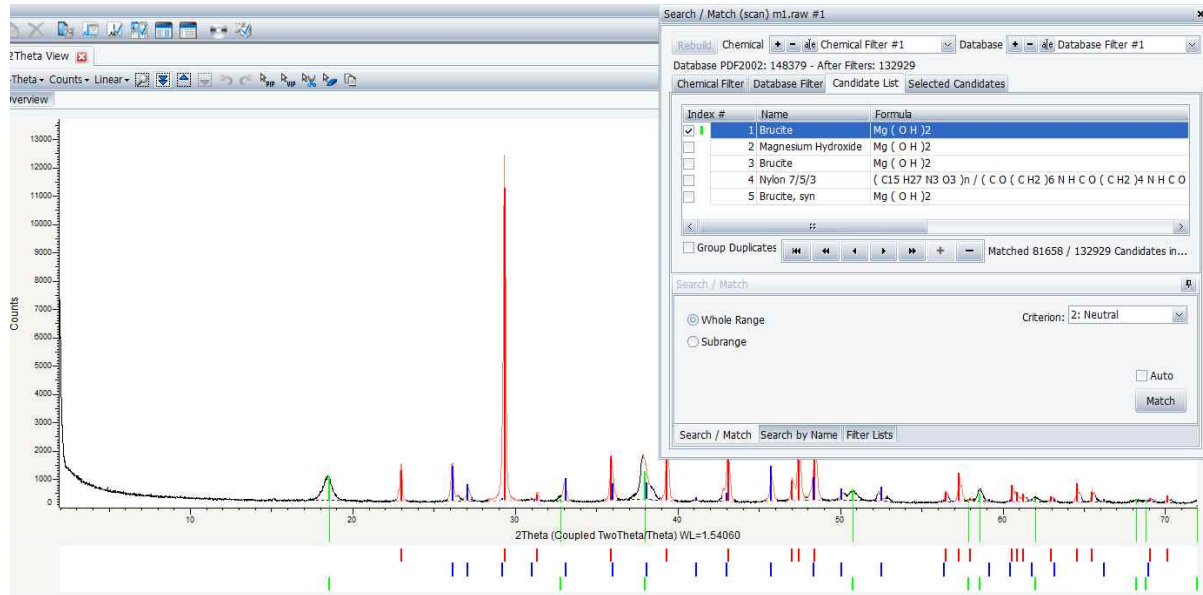 Search / Match (scan) m1.raw #1
2Theta View
Rebuild Chemical + - a|e Chemical Filter #1 Database + - a|e Database Filter #1
-Theta Counts Linear
Database PDF2002: 148379 - After Filters: 132929
Chemical Filter Database Filter Candidate List Selected Candidates
verview
Index # Name Formula
1 Brucite Mg ( O H )2
2 Magnesium Hydroxide Mg ( O H )2
3 Brucite Mg ( O H )2
4 Nylon 7/5/3 ( C15 H27 N3 O3 )n / ( C O ( C H2 )6 N H C O ( C H2 )4 N H C O
5 Brucite, syn Mg ( O H )2
Group Duplicates + - Matched 81658 / 132929 Candidates in...
Search / Match
Whole Range Criterion: 2: Neutral
Subrange
Auto
Match
Search / Match Search by Name Filter Lists
Counts
13000
12000
11000
10000
9000
8000
7000
6000
5000
4000
3000
2000
1000
0
10 20 30 40 50 60 70
2Theta (Coupled TwoTheta/Theta) WL=1.54060